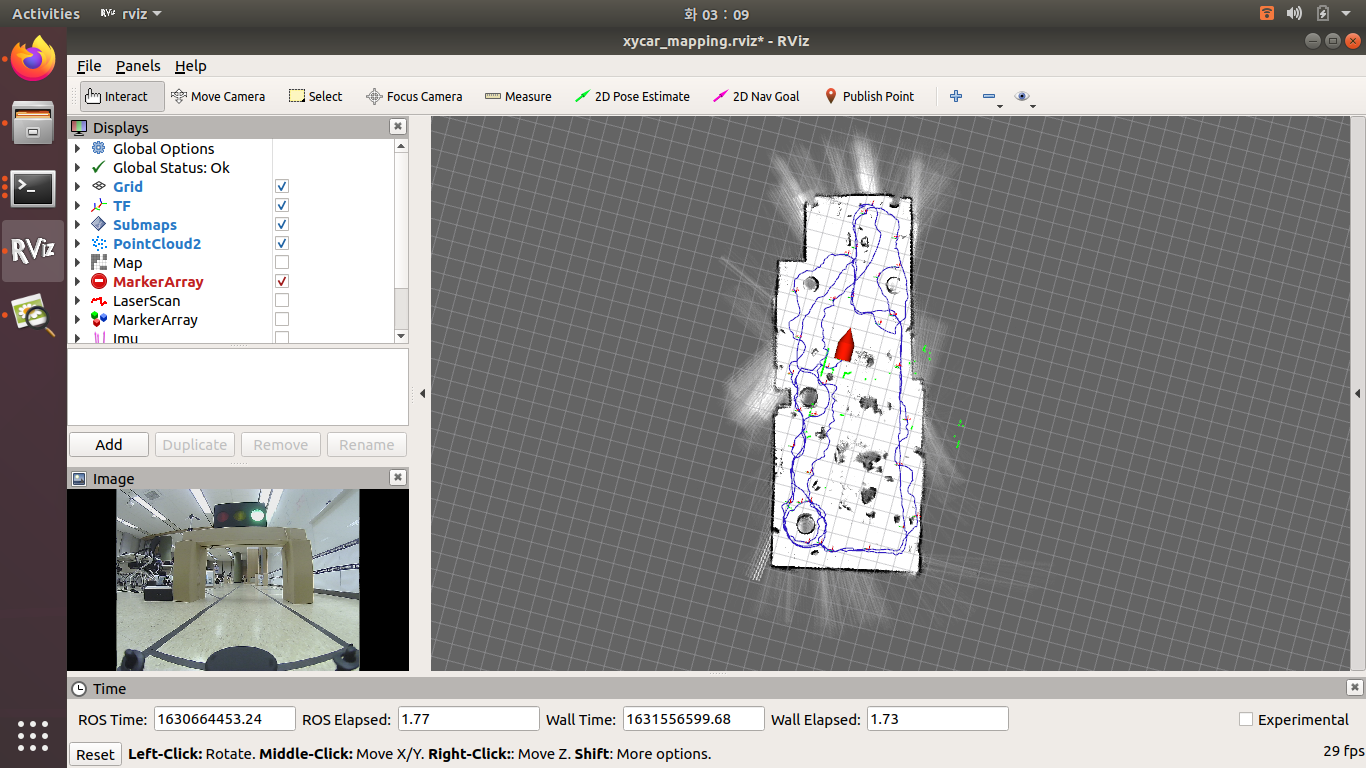 Activities
rviz
화 03 : 09
xycar_mapping.rviz* - RViz
File Panels Help
Interact Move Camera Select Focus Camera Measure 2D Pose Estimate 2D Nav Goal Publish Point
Displays
Global Options
Global Status: Ok
Grid
TF
Submaps
PointCloud2
Map
MarkerArray
LaserScan
MarkerArray
Imu
Add Duplicate Remove Rename
Image
RViz
Time
ROS Time: 1630664453.24 ROS Elapsed: 1.77 Wall Time: 1631556599.68 Wall Elapsed: 1.73 Experimental
Reset Left-Click: Rotate. Middle-Click: Move X/Y. Right-Click:: Move Z. Shift: More options. 29 fps